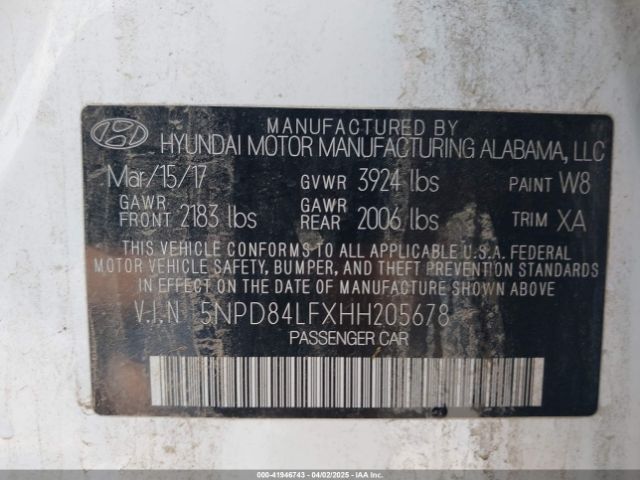 MANUFACTURED BY
HYUNDAI MOTOR MANUFACTURING ALABAMA, LLC
Mar/15/17 GVWR 3924 lbs PAINT W8
GAWR FRONT 2183 lbs GAWR REAR 2006 lbs TRIM XA
THIS VEHICLE CONFORMS TO ALL APPLICABLE U.S.A. FEDERAL
MOTOR VEHICLE SAFETY, BUMPER, AND THEFT PREVENTION STANDARDS
IN EFFECT ON THE DATE OF MANUFACTURE SHOWN ABOVE.
V.I.N 5NPD84LFXHH205678
PASSENGER CAR
000-41946743 - 04/02/2025 - IAAI.COM